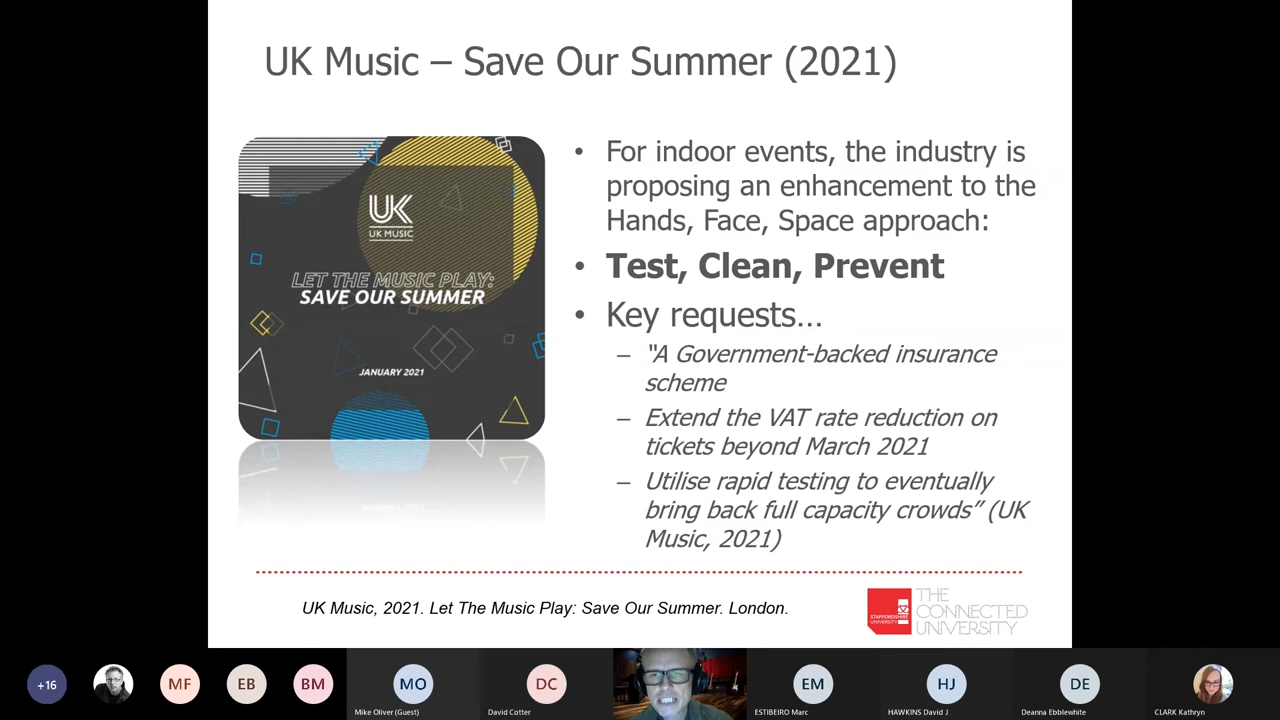 UK Music – Save Our Summer (2021)
UK
UK MUSIC
LET THE MUSIC PLAY:
SAVE OUR SUMMER
JANUARY 2021
• For indoor events, the industry is
proposing an enhancement to the
Hands, Face, Space approach:
• Test, Clean, Prevent
• Key requests…
– “A Government-backed insurance
scheme
– Extend the VAT rate reduction on
tickets beyond March 2021
– Utilise rapid testing to eventually
bring back full capacity crowds” (UK
Music, 2021)
UK Music, 2021. Let The Music Play: Save Our Summer. London.
STAFFORDSHIRE
UNIVERSITY
THE
CONNECTED
UNIVERSITY
+16
MF
EB
BM
MO
Mike Oliver (Guest)
DC
David Cotter
EM
ESTIBEIRO Marc
HJ
HAWKINS David J
DE
Deanna Ebblewhite
CLARK Kathryn